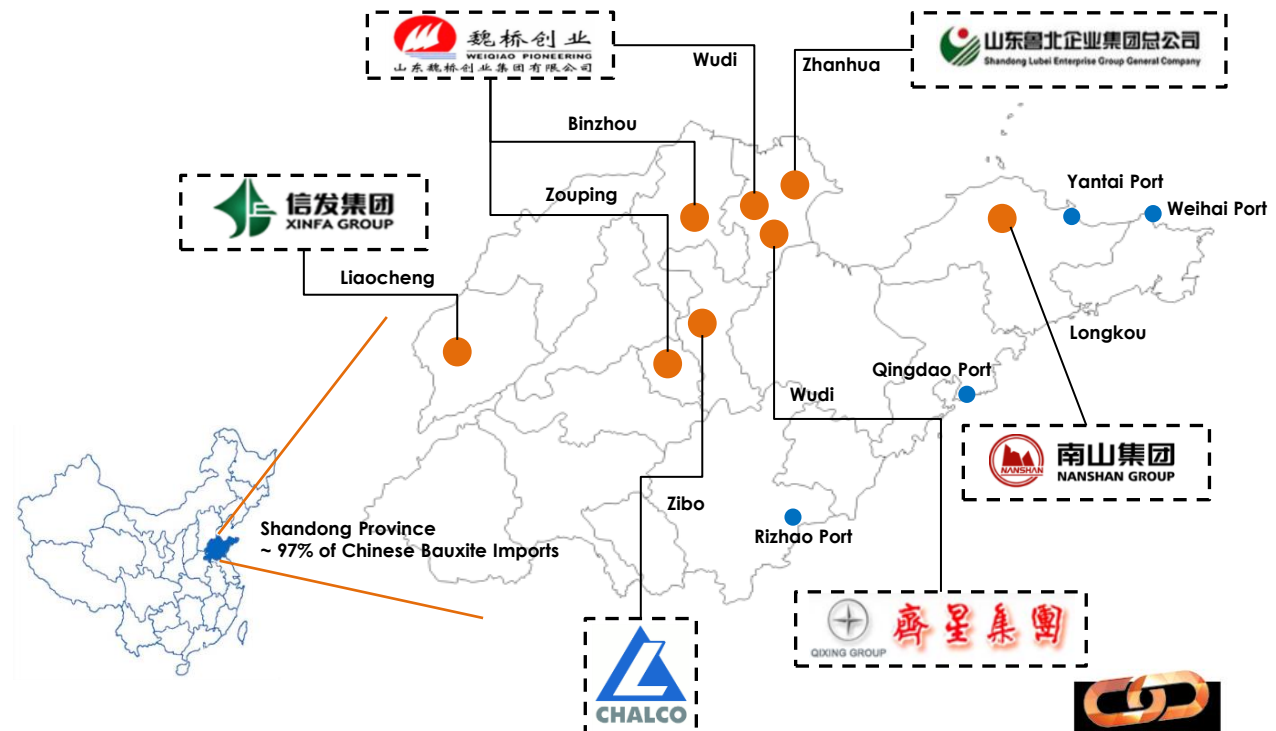 魏桥创业
WEIQIAO PIONEERING
山东魏桥创业集团有限公司
Wudi
Zhanhua
山东鲁北企业集团总公司
Shandong Lubei Enterprise Group General Company
Binzhou
Zouping
信发集团
XINFA GROUP
Yantai Port
Weihai Port
Liaocheng
Longkou
Qingdao Port
Wudi
南山集团
NANSHAN
NANSHAN GROUP
Zibo
Shandong Province
~ 97% of Chinese Bauxite Imports
Rizhao Port
齊星集團
QIXING GROUP
CHALCO